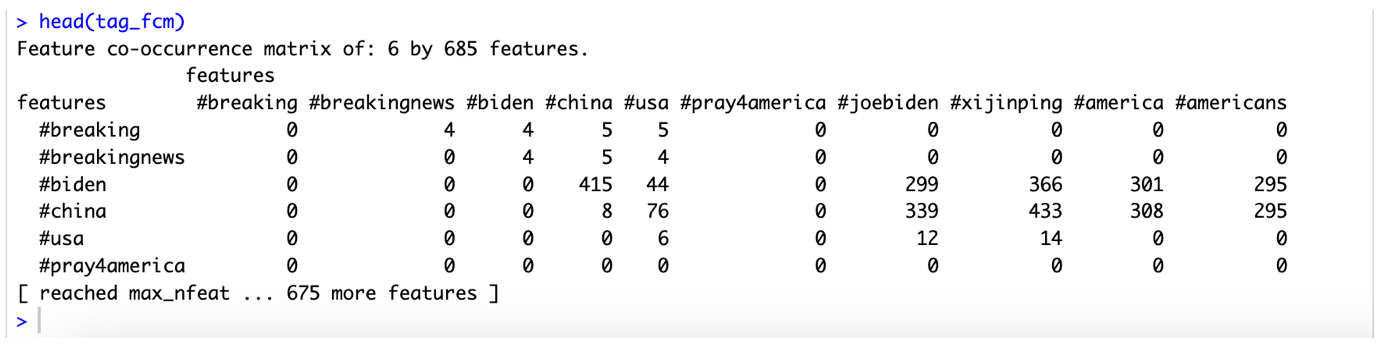 > head(tag_fcm)
Feature co-occurrence matrix of: 6 by 685 features.
features
features #breaking #breakingnews #biden #china #usa #pray4america #joebiden #xijinping #america #americans
#breaking 0 4 4 5 5 0 0 0 0 0
#breakingnews 0 0 4 5 4 0 0 0 0 0
#biden 0 0 0 415 44 0 299 366 301 295
#china 0 0 0 8 76 0 339 433 308 295
#usa 0 0 0 0 6 0 12 14 0 0
#pray4america 0 0 0 0 0 0 0 0 0 0
[ reached max_nfeat ... 675 more features ]
>